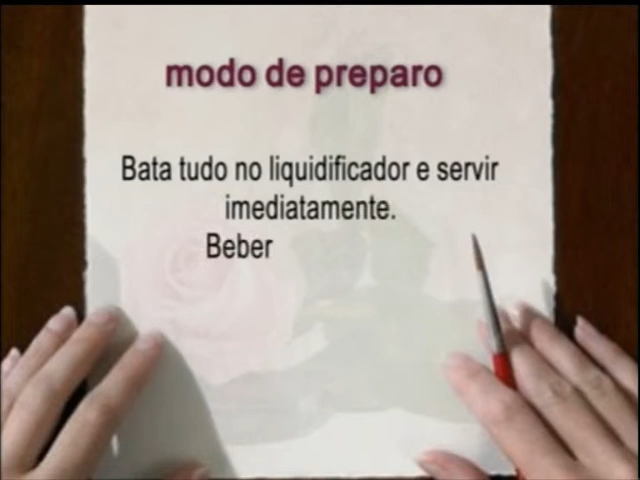 modo de preparo
Bata tudo no liquidificador e servir
imediatamente.
Beber